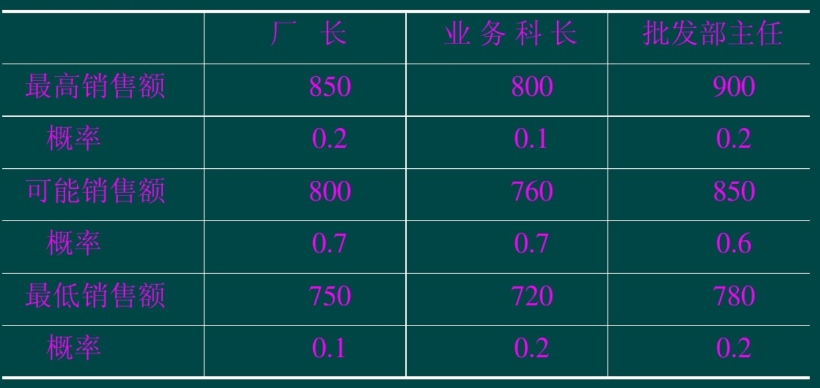 厂 长 业 务 科 长 批发部主任
最高销售额 850 800 900
概率 0.2 0.1 0.2
可能销售额 800 760 850
概率 0.7 0.7 0.6
最低销售额 750 720 780
概率 0.1 0.2 0.2